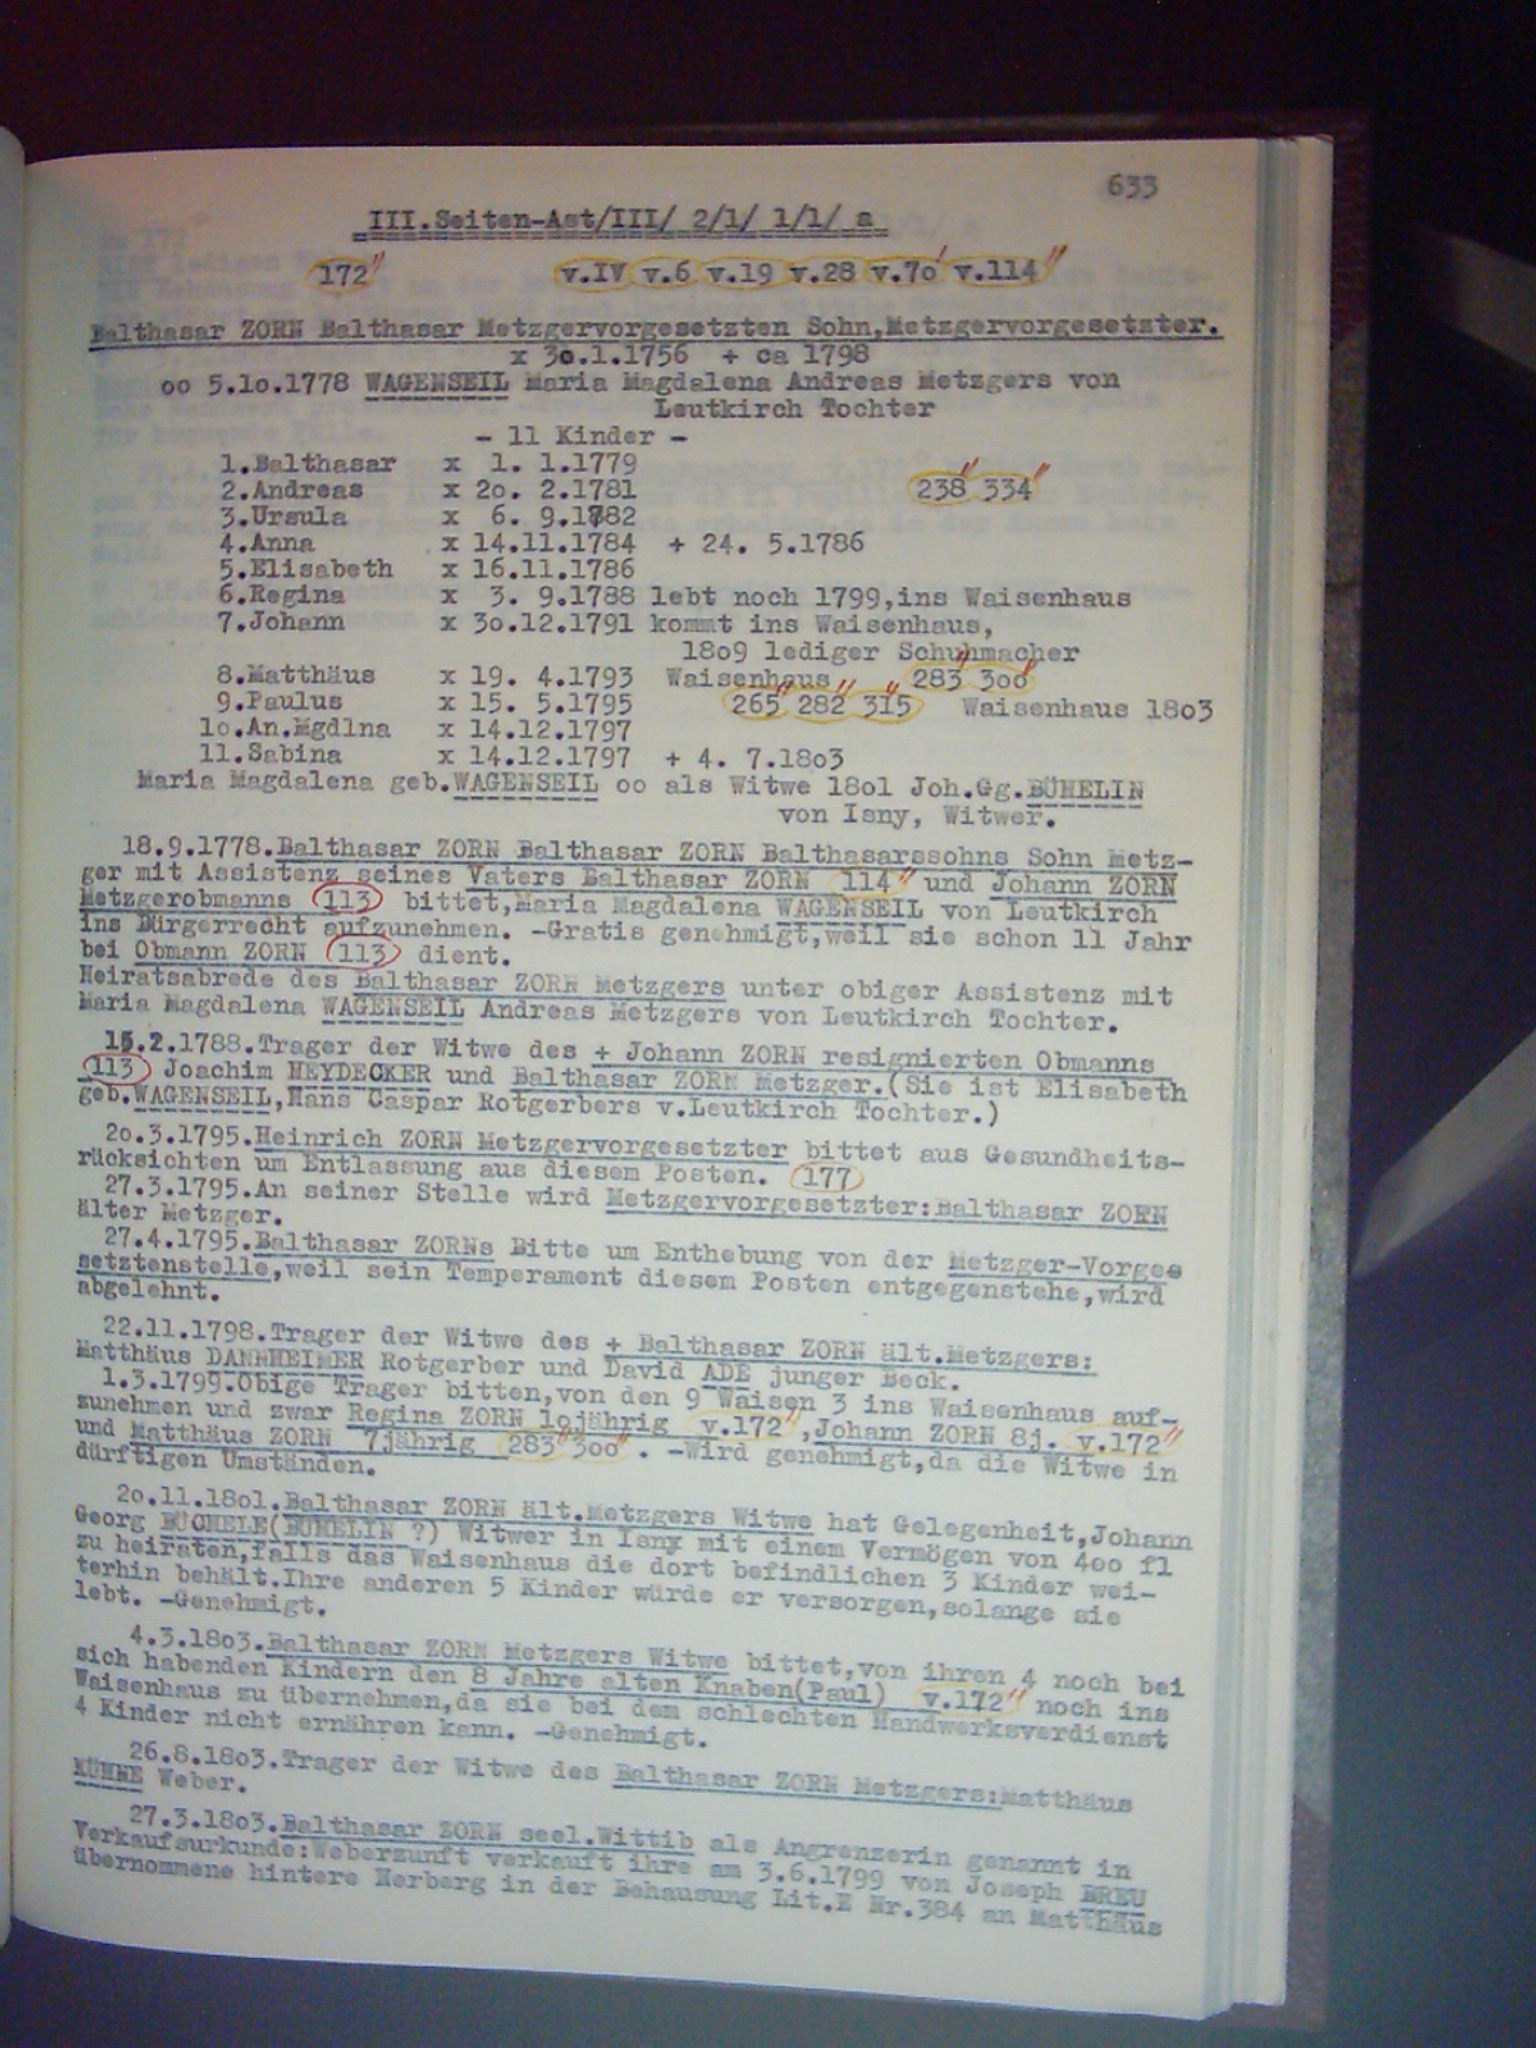 633
III.Seiten-Ast/III/ 2/1/ 1/1/ a
172" v.IV v.6 v.19 v.28 v.7o' v.114"
Balthasar ZORN Balthasar Metzgervorgesetzten Sohn,Metzgervorgesetzter.
x 3o.1.1756 + ca 1798
oo 5.1o.1778 WAGENSEIL Maria Magdalena Andreas Metzgers von
Leutkirch Tochter
- 11 Kinder -
1.Balthasar x 1. 1.1779
2.Andreas x 2o. 2.1781 238" 334"
3.Ursula x 6. 9.1782
4.Anna x 14.11.1784 + 24. 5.1786
5.Elisabeth x 16.11.1786
6.Regina x 3. 9.1788 lebt noch 1799,ins Waisenhaus
7.Johann x 3o.12.1791 kommt ins Waisenhaus,
18o9 lediger Schuhmacher
8.Matthäus x 19. 4.1793 Waisenhaus 283" 3oo"
9.Paulus x 15. 5.1795 265" 282" 315" Waisenhaus 18o3
1o.An.Mgdlna x 14.12.1797
11.Sabina x 14.12.1797 + 4. 7.18o3
Maria Magdalena geb.WAGENSEIL oo als Witwe 18o1 Joh.Gg.BÜHELIN
von Isny, Witwer.
18.9.1778.Balthasar ZORN Balthasar ZORN Balthasarssohns Sohn Metz-
ger mit Assistenz seines Vaters Balthasar ZORN 114" und Johann ZORN
Metzgerobmanns (113) bittet,Maria Magdalena WAGENSEIL von Leutkirch
ins Bürgerrecht aufzunehmen. -Gratis genehmigt,weil sie schon 11 Jahr
bei Obmann ZORN (113) dient.
Heiratsabrede des Balthasar ZORN Metzgers unter obiger Assistenz mit
Maria Magdalena WAGENSEIL Andreas Metzgers von Leutkirch Tochter.
15.2.1788.Trager der Witwe des + Johann ZORN resignierten Obmanns
(113) Joachim HEYDECKER und Balthasar ZORN Metzger.(Sie ist Elisabeth
geb.WAGENSEIL,Hans Caspar Rotgerbers v.Leutkirch Tochter.)
2o.3.1795.Heinrich ZORN Metzgervorgesetzter bittet aus Gesundheits-
rücksichten um Entlassung aus diesem Posten. (177)
27.3.1795.An seiner Stelle wird Metzgervorgesetzter:Balthasar ZORN
älter Metzger.
27.4.1795.Balthasar ZORNs Bitte um Enthebung von der Metzger-Vorge
setztenstelle,weil sein Temperament diesem Posten entgegenstehe,wird
abgelehnt.
22.11.1798.Trager der Witwe des + Balthasar ZORN ält.Metzgers:
Matthäus DANNHEIMER Rotgerber und David ADE junger Beck.
1.3.1799.Obige Trager bitten,von den 9 Waisen 3 ins Waisenhaus auf-
zunehmen und zwar Regina ZORN 1ojährig v.172",Johann ZORN 8j. v.172"
und Matthäus ZORN 7jährig 283" 3oo" . -Wird genehmigt,da die Witwe in
dürftigen Umständen.
2o.11.18o1.Balthasar ZORN ält.Metzgers Witwe hat Gelegenheit,Johann
Georg BÜCHELE(BÜHELIN ?) Witwer in Isny mit einem Vermögen von 4oo fl
zu heiraten,falls das Waisenhaus die dort befindlichen 3 Kinder wei-
terhin behält.Ihre anderen 5 Kinder würde er versorgen,solange sie
lebt. -Genehmigt.
4.3.18o3.Balthasar ZORN Metzgers Witwe bittet,von ihren 4 noch bei
sich habenden Kindern den 8 Jahre alten Knaben(Paul) v.172" noch ins
Waisenhaus zu übernehmen,da sie bei dem schlechten Handwerksverdienst
4 Kinder nicht ernähren kann. -Genehmigt.
26.8.18o3.Trager der Witwe des Balthasar ZORN Metzgers:Matthäus
KÜHNE Weber.
27.3.18o3.Balthasar ZORN seel.Wittib als Angrenzerin genannt in
Verkaufsurkunde:Weberzunft verkauft ihre am 3.6.1799 von Joseph BREU
übernommene hintere Herberg in der Behausung Lit.E Nr.384 an Matthäus